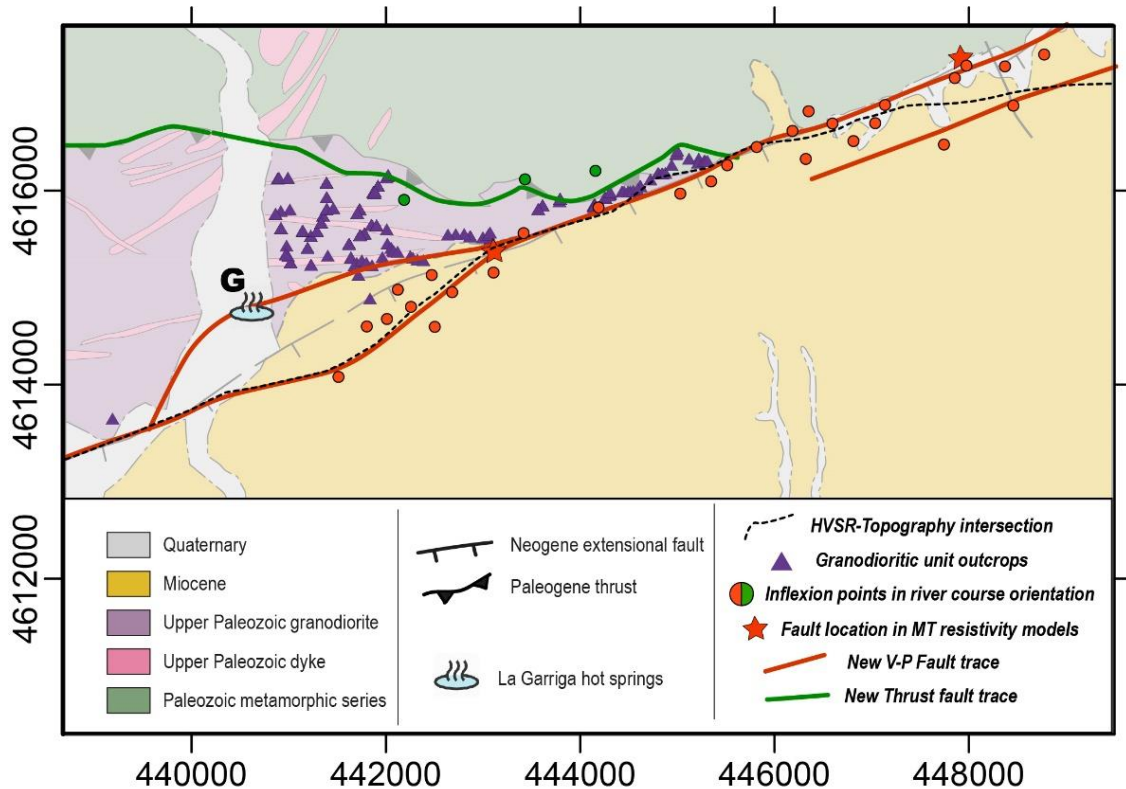 G
4616000
4614000
4612000
Quaternary
Miocene
Upper Paleozoic granodiorite
Upper Paleozoic dyke
Paleozoic metamorphic series
Neogene extensional fault
Paleogene thrust
La Garriga hot springs
HVSR-Topography intersection
Granodioritic unit outcrops
Inflexion points in river course orientation
Fault location in MT resistivity models
New V-P Fault trace
New Thrust fault trace
440000 442000 444000 446000 448000